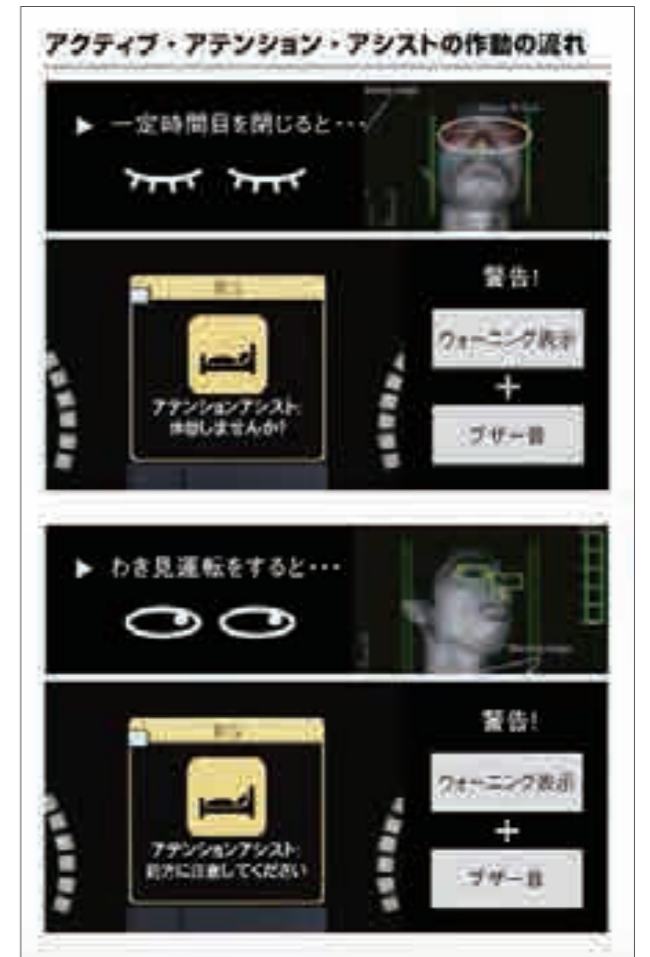 アクティブ・アテンション・アシストの作動の流れ
▶ 一定時間目を閉じると・・・
警告!
ウォーニング表示
+
ブザー音
アテンションアシスト:
休憩しませんか?
▶ わき見運転をすると・・・
警告!
ウォーニング表示
+
ブザー音
アテンションアシスト:
前方に注意してください